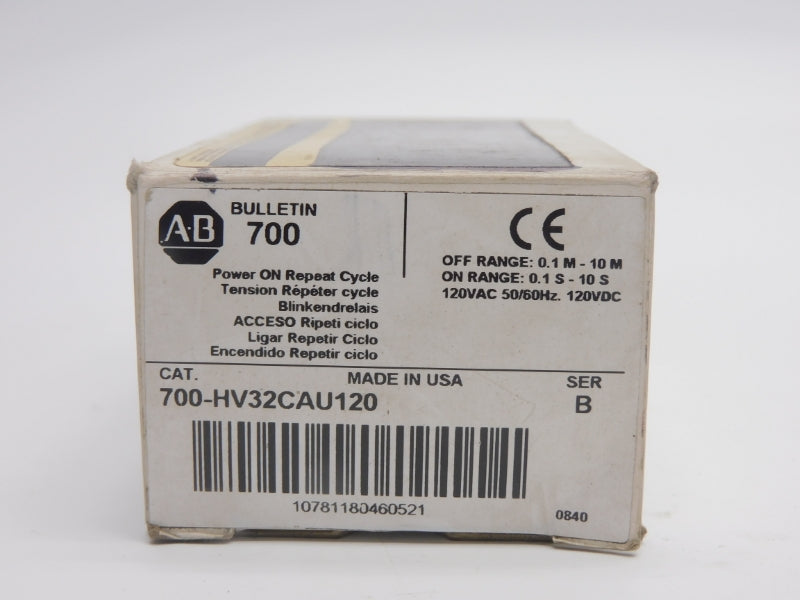 A-B
BULLETIN
700
Power ON Repeat Cycle
Tension Répéter cycle
Blinkendrelais
ACCESO Ripeti ciclo
Ligar Repetir Ciclo
Encendido Repetir ciclo
CE
OFF RANGE: 0.1 M - 10 M
ON RANGE: 0.1 S - 10 S
120VAC 50/60Hz. 120VDC
CAT.
MADE IN USA
SER
700-HV32CAU120
B
10781180460521
0840